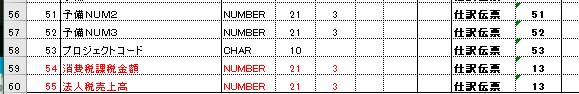 56 51 予備NUM2 NUMBER 21 3 仕訳伝票 51
57 52 予備NUM3 NUMBER 21 3 仕訳伝票 52
58 53 プロジェクトコード CHAR 10 仕訳伝票 53
59 54 消費税課税金額 NUMBER 21 3 仕訳伝票 13
60 55 法人税売上高 NUMBER 21 3 仕訳伝票 13